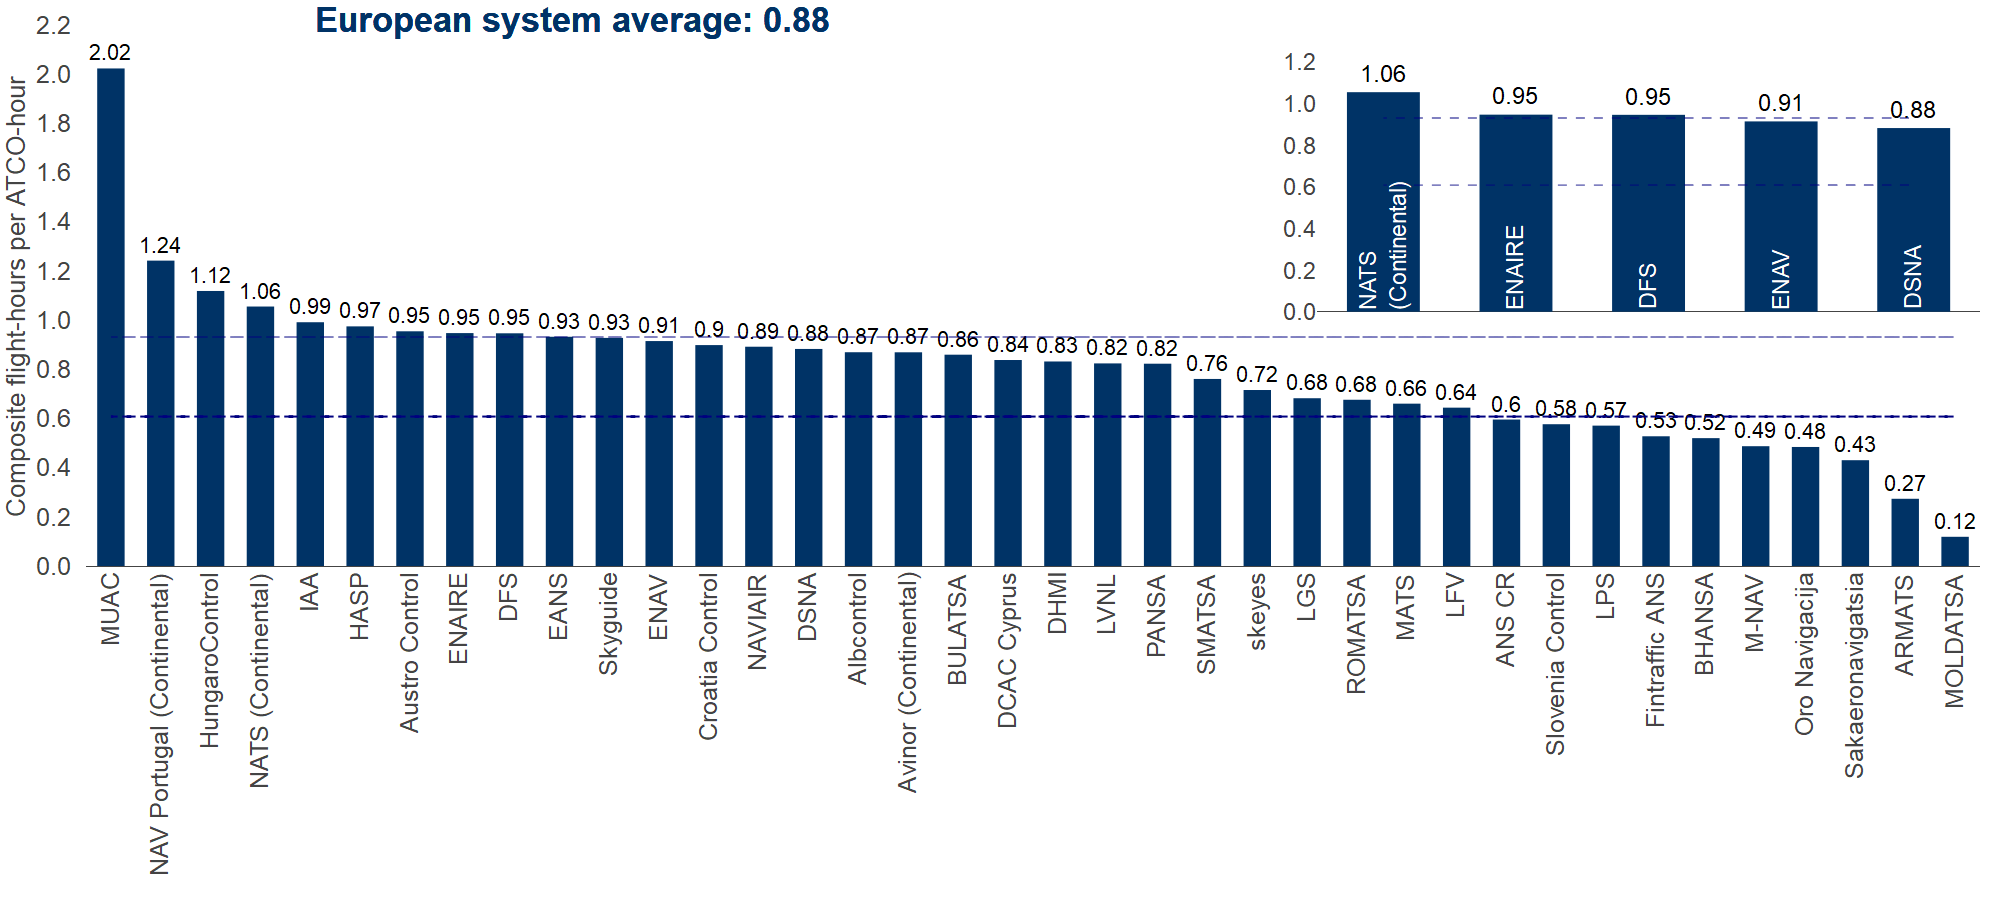 European system average: 0.88
Composite flight-hours per ATCO-hour
2.2
2.0
1.8
1.6
1.4
1.2
1.0
0.8
0.6
0.4
0.2
0.0
2.02
1.24
1.12
1.06
0.99
0.97
0.95
0.95
0.95
0.93
0.93
0.91
0.9
0.89
0.88
0.87
0.87
0.86
0.84
0.83
0.82
0.82
0.76
0.72
0.68
0.68
0.66
0.64
0.6
0.58
0.57
0.53
0.52
0.49
0.48
0.43
0.27
0.12
MUAC
NAV Portugal (Continental)
HungaroControl
NATS (Continental)
IAA
HASP
Austro Control
ENAIRE
DFS
EANS
Skyguide
ENAV
Croatia Control
NAVIAIR
DSNA
Albcontrol
Avinor (Continental)
BULATSA
DCAC Cyprus
DHMI
LVNL
PANSA
SMATSA
skeyes
LGS
ROMATSA
MATS
LFV
ANS CR
Slovenia Control
LPS
Fintraffic ANS
BHANSA
M-NAV
Oro Navigacija
Sakaeronavigatsia
ARMATS
MOLDATSA
1.2
1.0
0.8
0.6
0.4
0.2
0.0
1.06
0.95
0.95
0.91
0.88
NATS
(Continental)
ENAIRE
DFS
ENAV
DSNA